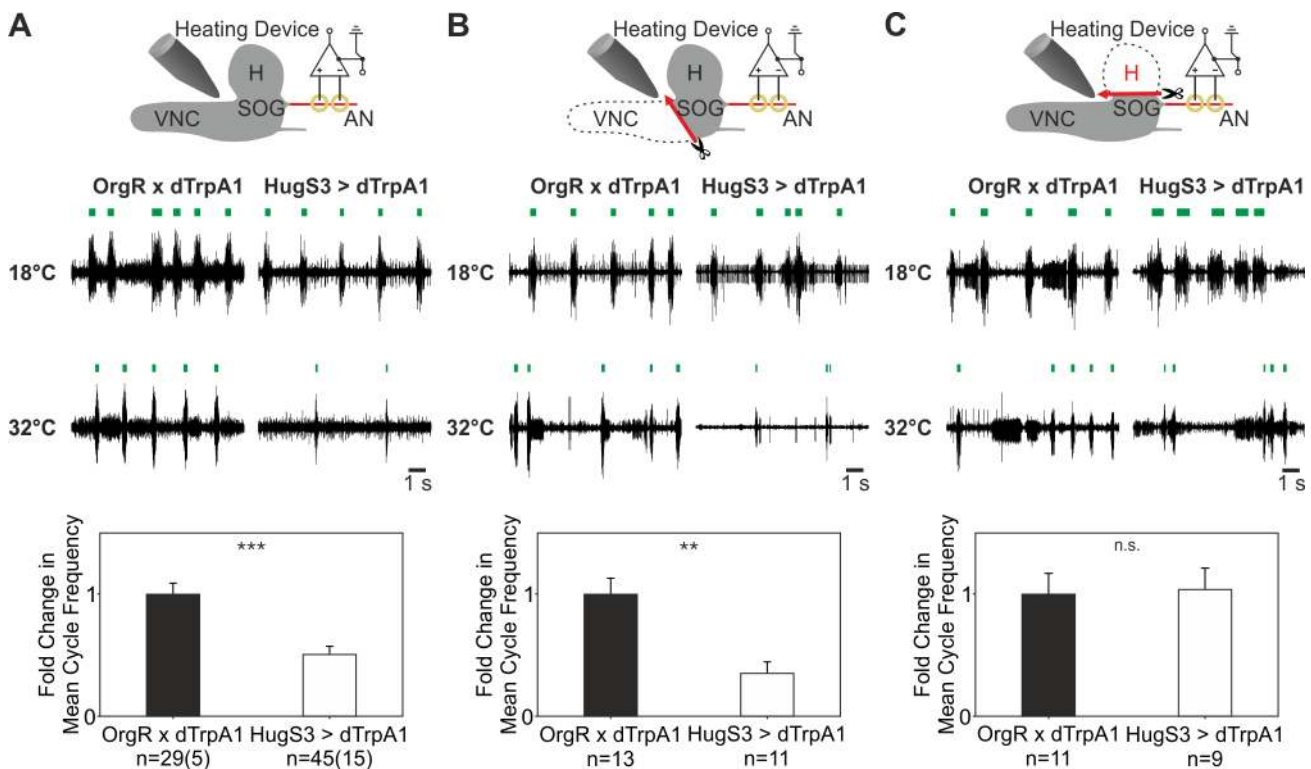 A
Heating Device
+ −
H
SOG
VNC
AN
OrgR x dTrpA1 HugS3 > dTrpA1
18°C
32°C
1 s
***
Fold Change in
Mean Cycle Frequency
1
0
OrgR x dTrpA1 HugS3 > dTrpA1
n=29(5) n=45(15)
B
Heating Device
+ −
H
SOG
VNC
AN
OrgR x dTrpA1 HugS3 > dTrpA1
18°C
32°C
1 s
**
Fold Change in
Mean Cycle Frequency
1
0
OrgR x dTrpA1 HugS3 > dTrpA1
n=13 n=11
C
Heating Device
+ −
H
SOG
VNC
AN
OrgR x dTrpA1 HugS3 > dTrpA1
18°C
32°C
1 s
n.s.
Fold Change in
Mean Cycle Frequency
1
0
OrgR x dTrpA1 HugS3 > dTrpA1
n=11 n=9